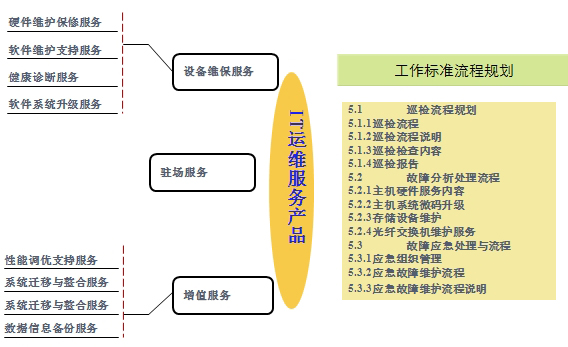 硬件维护保修服务
软件维护支持服务
健康诊断服务
软件系统升级服务
设备维保服务
驻场服务
性能调优支持服务
系统迁移与整合服务
系统迁移与整合服务
数据信息备份服务
增值服务
IT运维服务产品
工作标准流程规划
5.1 巡检流程规划
5.1.1巡检流程
5.1.2巡检流程说明
5.1.3巡检检查内容
5.1.4巡检报告
5.2 故障分析处理流程
5.2.1主机硬件服务内容
5.2.2主机系统微码升级
5.2.3存储设备维护
5.2.4光纤交换机维护服务
5.3 故障应急处理与流程
5.3.1应急组织管理
5.3.2应急故障维护流程
5.3.3应急故障维护流程说明